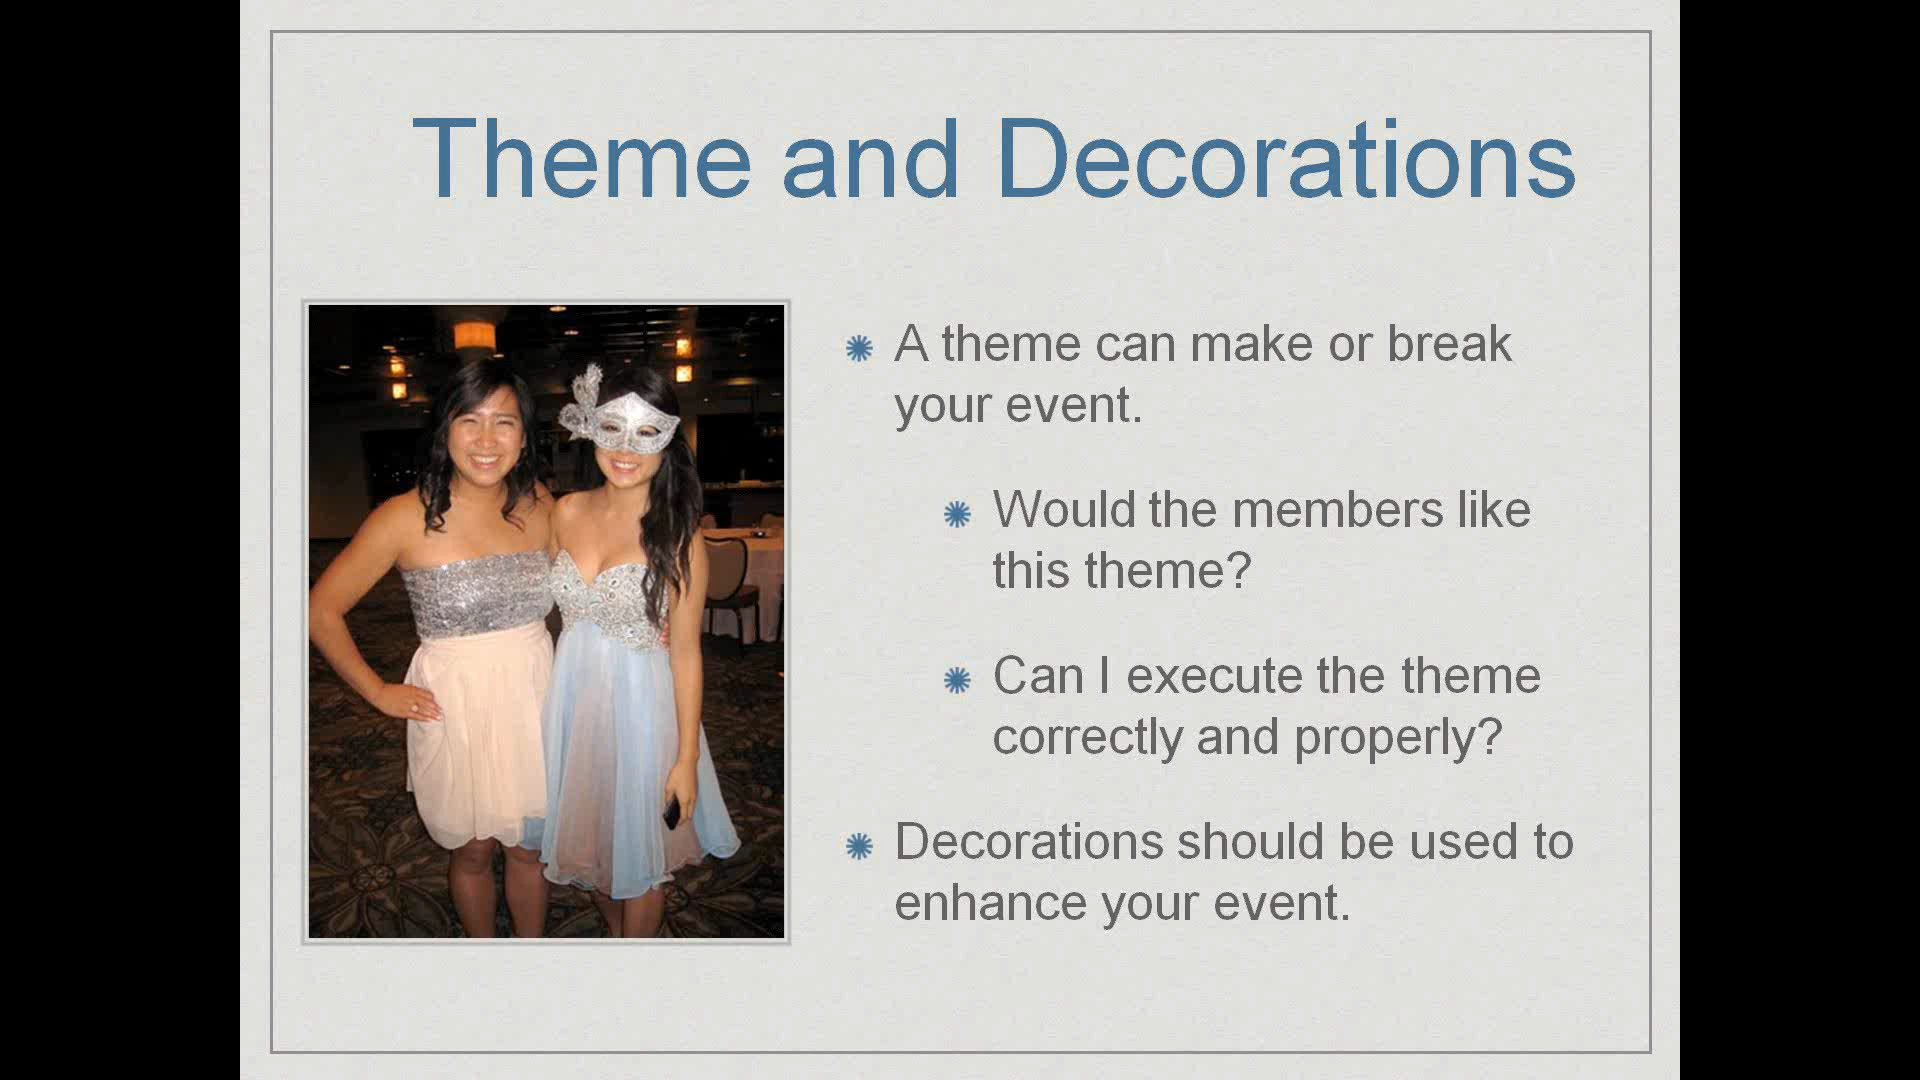 Theme and Decorations
A theme can make or break
your event.
Would the members like
this theme?
Can I execute the theme
correctly and properly?
Decorations should be used to
enhance your event.